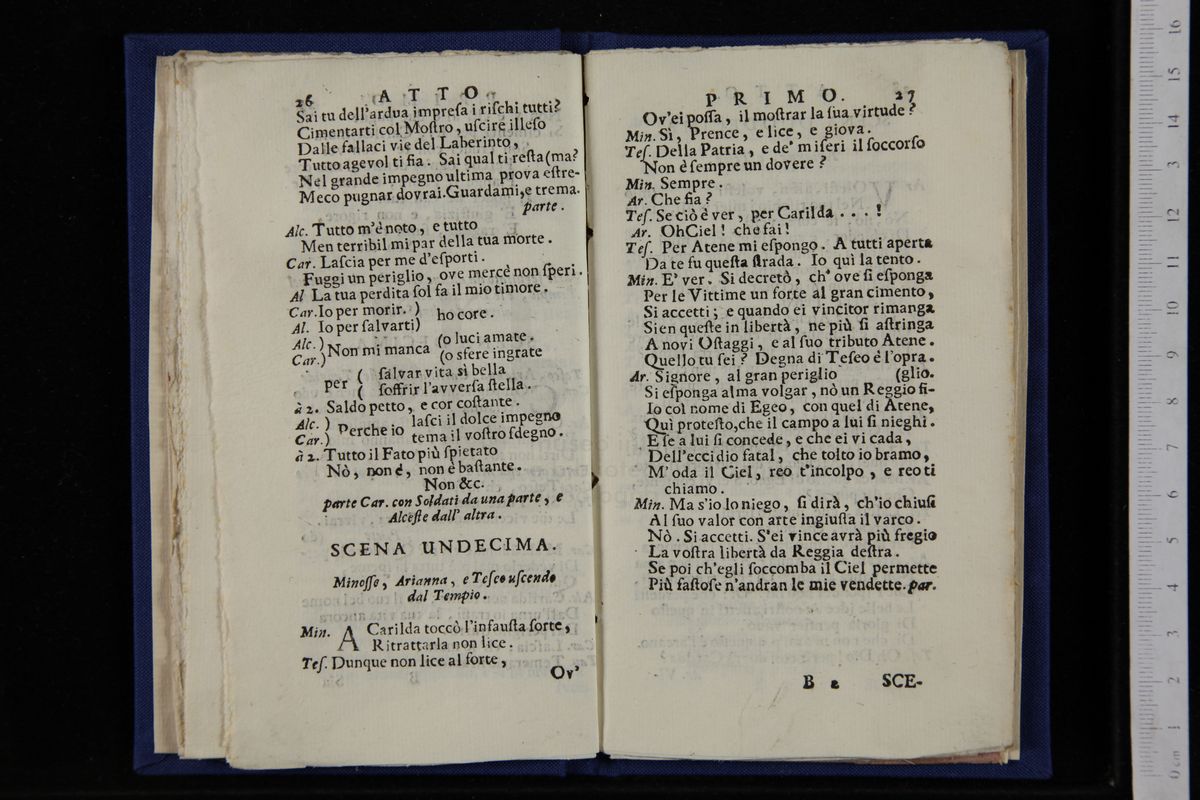 26 ATTO
Sai tu dell'ardua impreſa i riſchi tutti?
Cimentarti col Moſtro, uſcire illeſo
Dalle fallaci vie del Laberinto,
Tutto agevol ti fia. Sai qual ti reſta (ma?
Nel grande impegno ultima prova eſtre-
Meco pugnar dovrai. Guardami, e trema.
parte.
Alc. Tutto m'è noto, e tutto
Men terribil mi par della tua morte.
Car. Laſcia per me d'eſporti.
Fuggi un periglio, ove mercè non ſperi.
Al La tua perdita ſol fa il mio timore.
Car. Io per morir. )
Al. Io per ſalvarti) ho core.
Alc. ) Non mi manca (o luci amate.
Car.) (o sfere ingrate
per ( ſalvar vita sì bella
( ſoffrir l'avverſa ſtella.
à 2. Saldo petto, e cor coſtante.
Alc. ) Perche io laſci il dolce impegno
Car.) tema il voſtro ſdegno.
à 2. Tutto il Fato più ſpietato
Nò, non è, non è baſtante.
Non &c.
parte Car. con Soldati da una parte, e
Alceſte dall' altra.
SCENA UNDECIMA.
Minoſſe, Arianna, e Teſeo uſcendo
dal Tempio.
Min. A Carilda toccò l'infauſta ſorte,
Ritrattarla non lice.
Teſ. Dunque non lice al forte,
Ov'
PRIMO. 27
Ov'ei poſſa, il moſtrar la ſua virtude?
Min. Sì, Prence, e lice, e giova.
Teſ. Della Patria, e de' miſeri il ſoccorſo
Non è ſempre un dovere?
Min. Sempre.
Ar. Che fia?
Teſ. Se ciò è ver, per Carilda . . . !
Ar. Oh Ciel! che fai!
Teſ. Per Atene mi eſpongo. A tutti aperta
Da te fu queſta ſtrada. Io quì la tento.
Min. E' ver. Si decretò, ch' ove ſi eſponga
Per le Vittime un forte al gran cimento,
Si accetti; e quando ei vincitor rimanga
Sien queſte in libertà, ne più ſi aſtringa
A novi Oſtaggi, e al ſuo tributo Atene.
Quello tu ſei? Degna di Teſeo è l'opra.
Ar. Signore, al gran periglio (glio.
Si eſponga alma volgar, nò un Reggio fi-
Io col nome di Egeo, con quel di Atene,
Quì proteſto, che il campo a lui ſi nieghi.
E ſe a lui ſi concede, e che ei vi cada,
Dell'eccidio fatal, che tolto io bramo,
M' oda il Ciel, reo t'incolpo, e reo ti
chiamo.
Min. Ma s'io lo niego, ſi dirà, ch'io chiuſi
Al ſuo valor con arte ingiuſta il varco.
Nò. Si accetti. S'ei vince avrà più fregio
La voſtra libertà da Reggia deſtra.
Se poi ch'egli ſoccomba il Ciel permette
Più faſtoſe n'andran le mie vendette. par.
B 2 SCE-